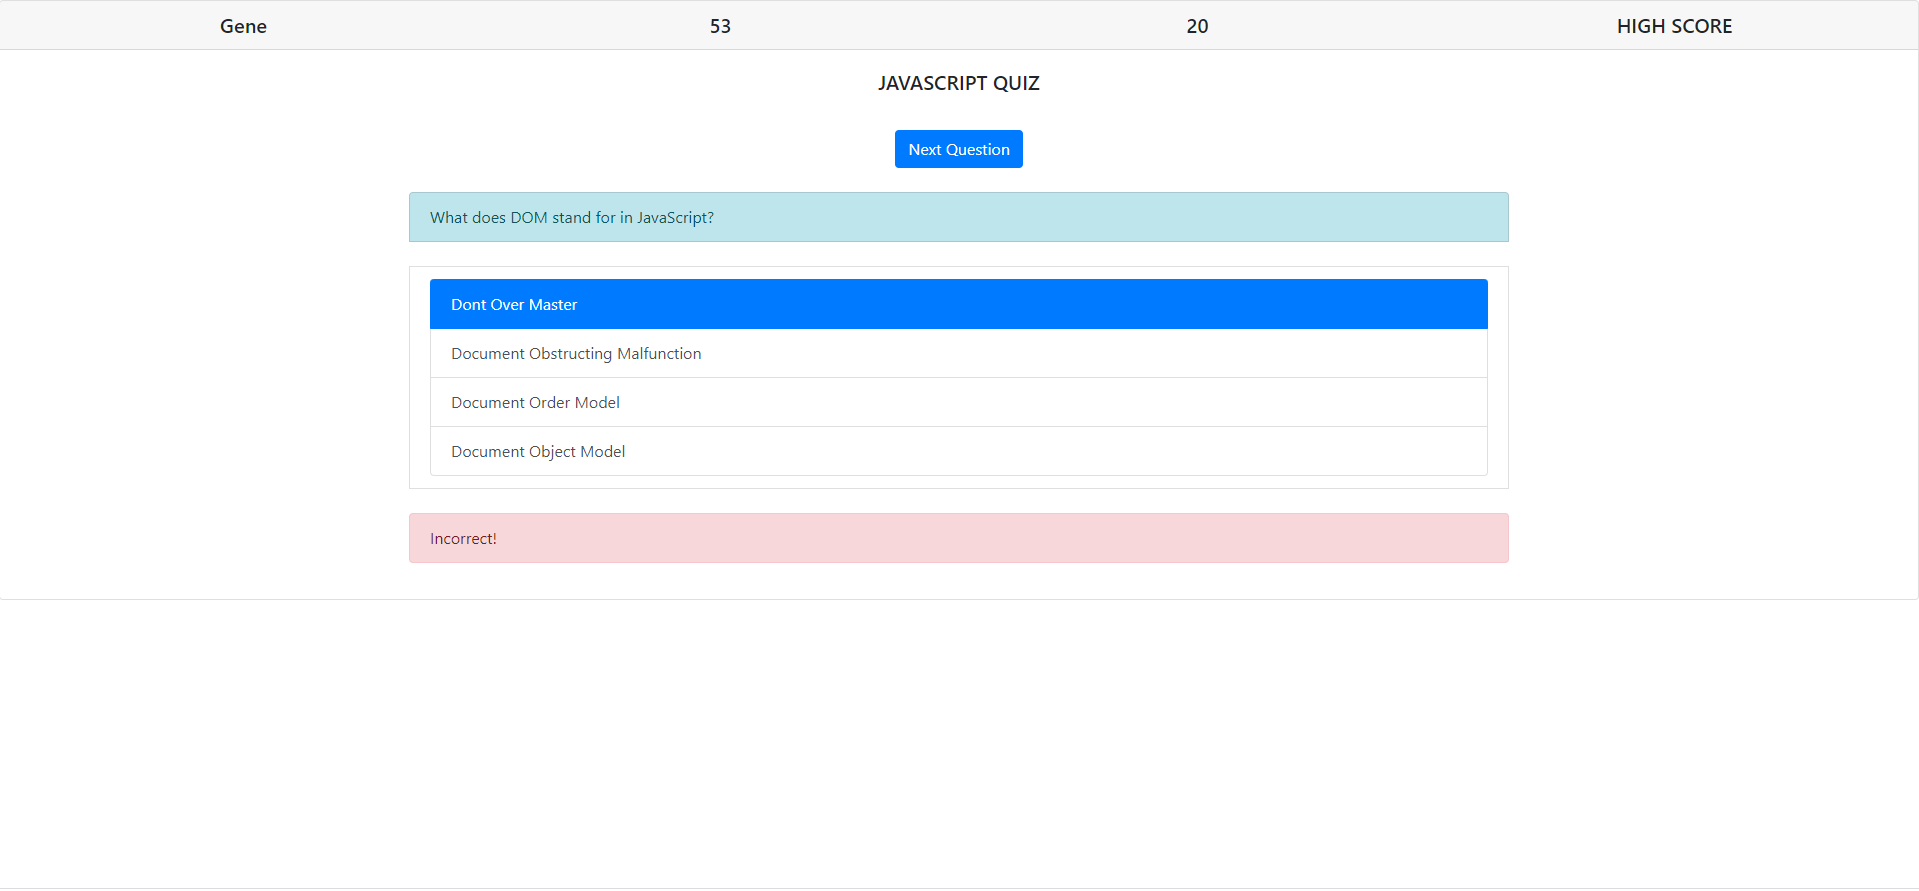 Gene 53 20 HIGH SCORE
JAVASCRIPT QUIZ
Next Question
What does DOM stand for in JavaScript?
Dont Over Master
Document Obstructing Malfunction
Document Order Model
Document Object Model
Incorrect!